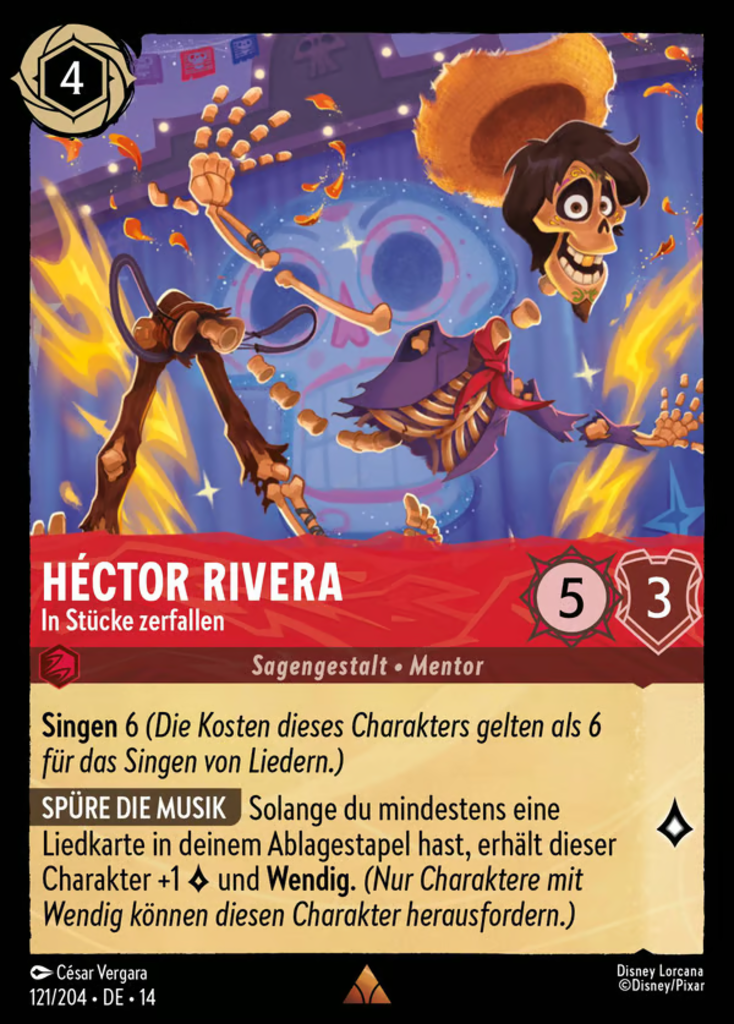 4
HÉCTOR RIVERA
In Stücke zerfallen
5
3
Sagengestalt • Mentor
Singen 6 (Die Kosten dieses Charakters gelten als 6
für das Singen von Liedern.)
SPÜRE DIE MUSIK Solange du mindestens eine
Liedkarte in deinem Ablagestapel hast, erhält dieser
Charakter +1 und Wendig. (Nur Charaktere mit
Wendig können diesen Charakter herausfordern.)
César Vergara
121/204 • DE • 14
Disney Lorcana
©Disney/Pixar